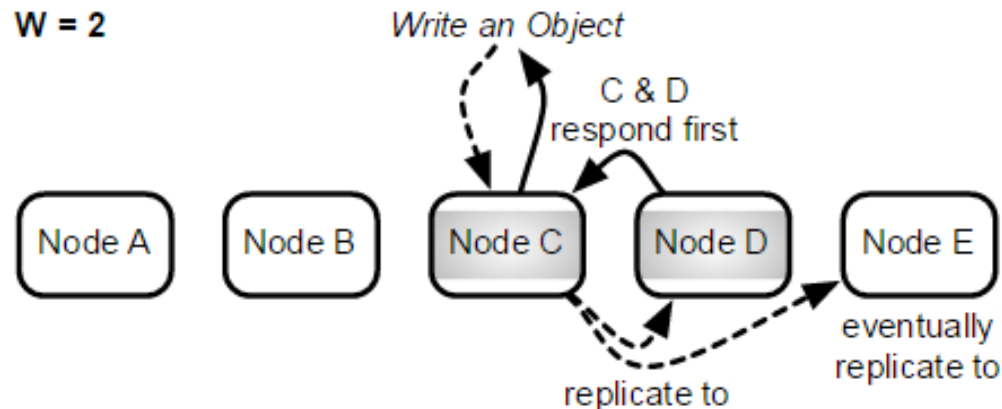 W = 2
Write an Object
C & D
respond first
Node A
Node B
Node C
Node D
Node E
eventually
replicate to
replicate to